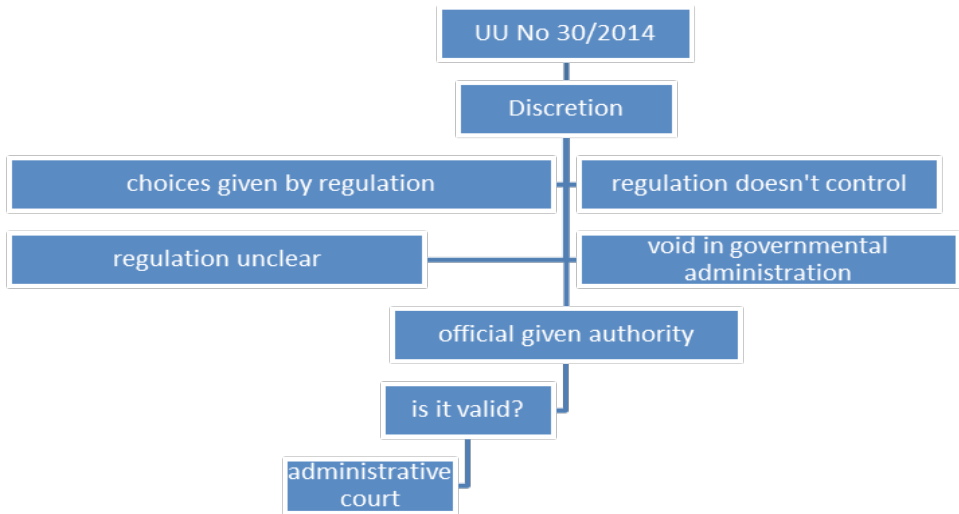 UU No 30/2014
Discretion
choices given by regulation
regulation doesn't control
regulation unclear
void in governmental
administration
official given authority
is it valid?
administrative
court